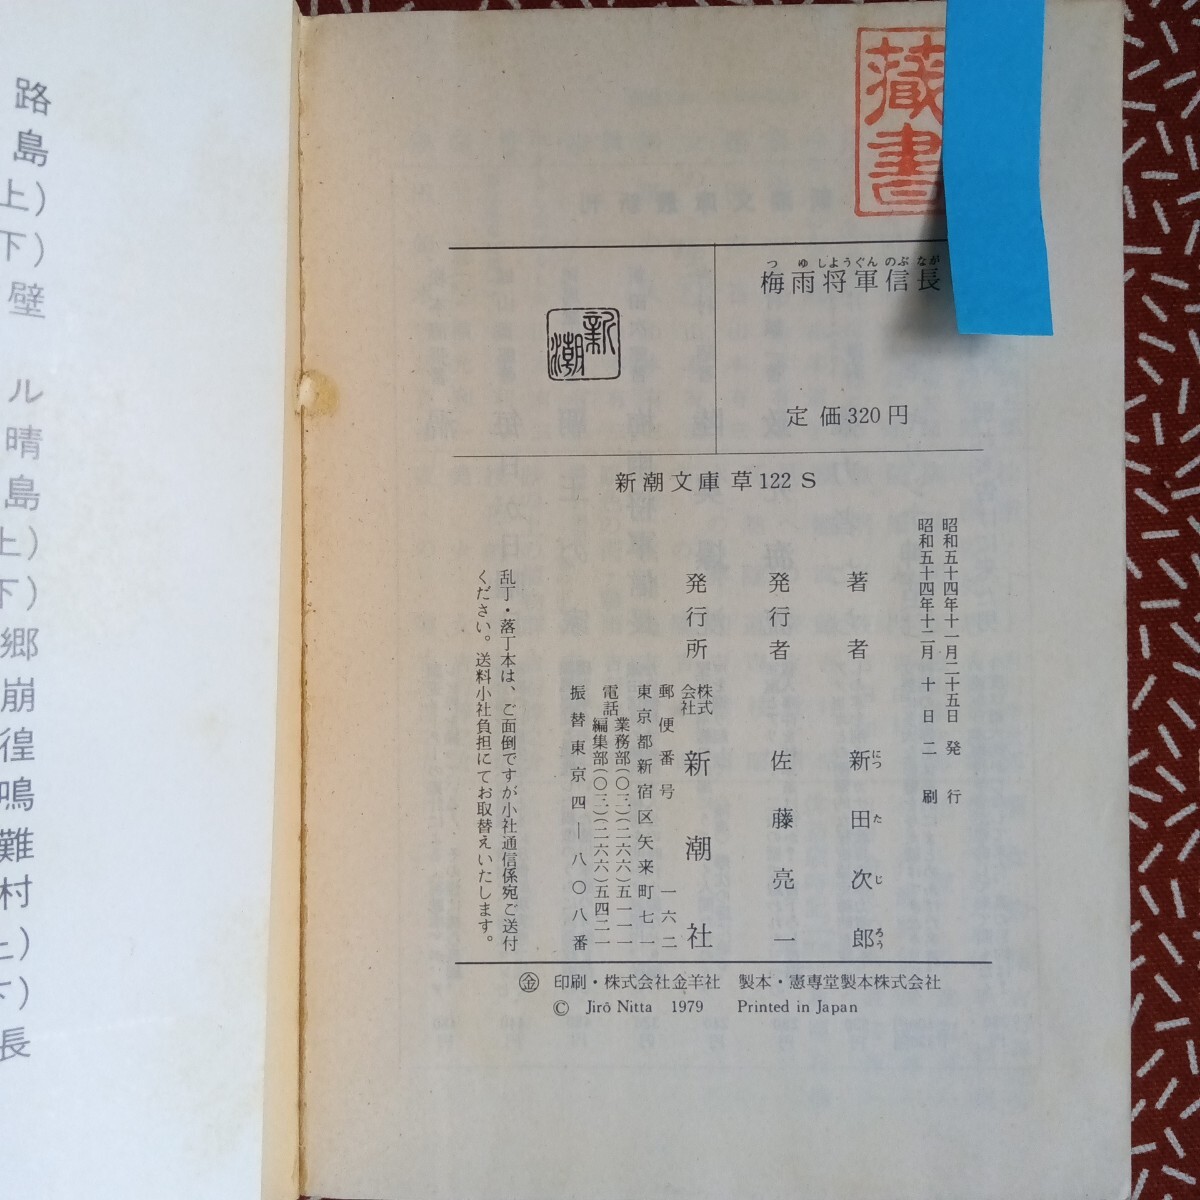 藏書
つゆしようぐんのぶなが
梅雨将軍信長
新潮
定価320円
新潮文庫 草122 S
昭和五十四年十一月二十五日 発行
昭和五十四年十二月 十 日 二刷
著者 新田次郎
につたじろう
発行者 佐藤亮一
発行所 株式会社 新潮社
郵便番号 一六二
東京都新宿区矢来町七一
電話 業務部(〇三)(二六六)五一一一
編集部(〇三)(二六六)五四二一
振替東京四—八〇八番
乱丁・落丁本は、ご面倒ですが小社通信係宛ご送付
ください。送料小社負担にてお取替えいたします。
金 印刷・株式会社金羊社 製本・憲専堂製本株式会社
© Jirō Nitta 1979 Printed in Japan
路
島
上)
下)
壁
ル
晴
島
上)
下)
郷
崩
徨
鳴
難
村
上)
下)
長